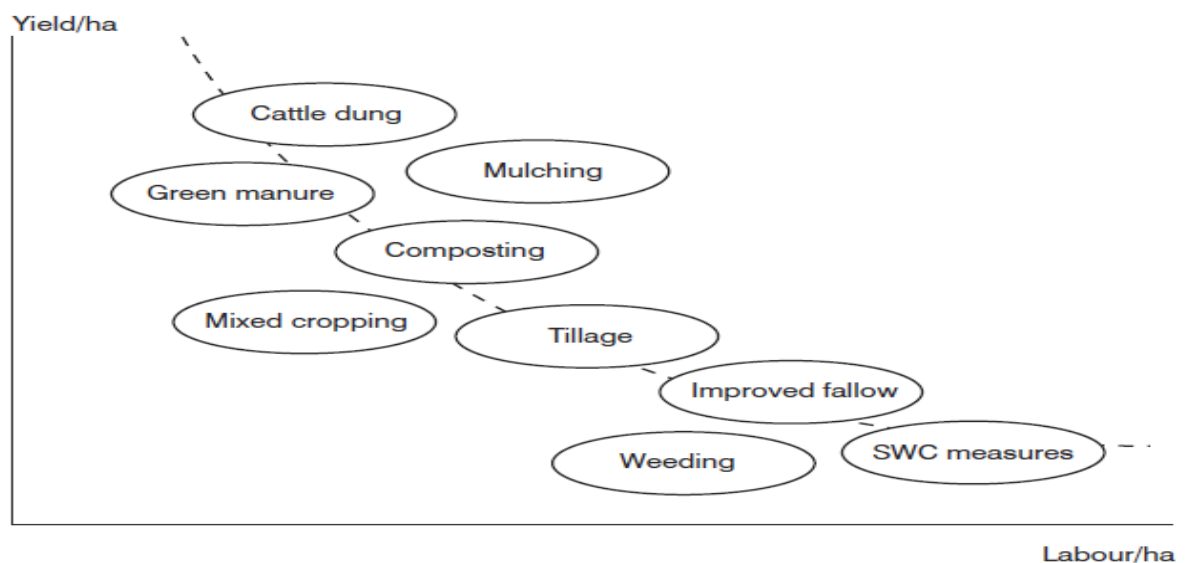 Yield/ha
Cattle dung
Mulching
Green manure
Composting
Mixed cropping
Tillage
Improved fallow
SWC measures
Weeding
Labour/ha